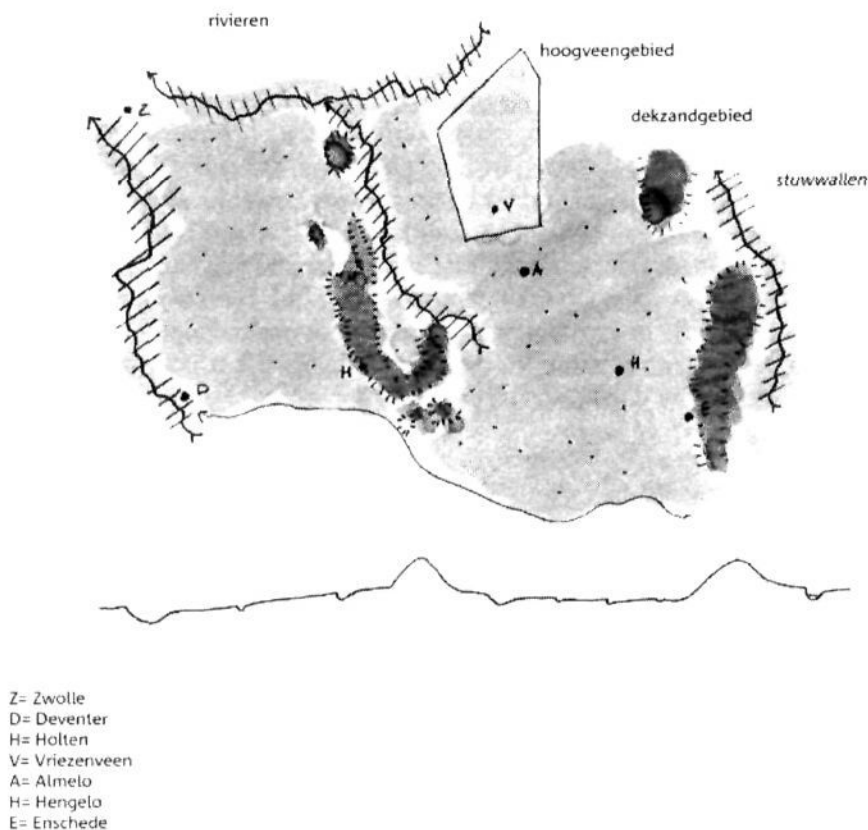 rivieren
hoogveengebied
dekzandgebied
stuwwallen
Z
V
A
H
H
D
E
Z= Zwolle
D= Deventer
H= Holten
V= Vriezenveen
A= Almelo
H= Hengelo
E= Enschede